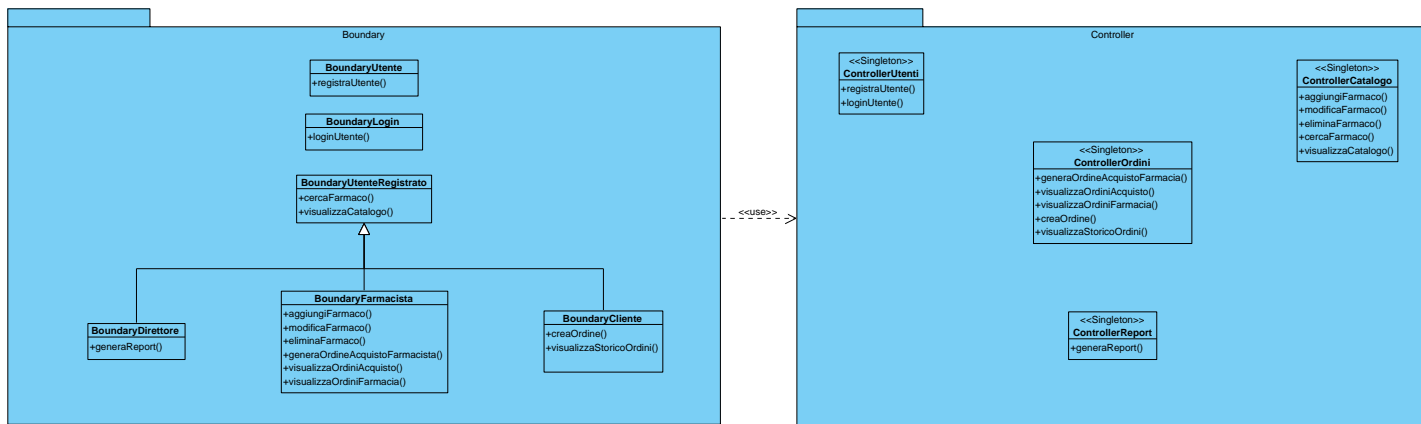 Boundary
BoundaryUtente
+registraUtente()
BoundaryLogin
+loginUtente()
BoundaryUtenteRegistrato
+cercaFarmaco()
+visualizzaCatalogo()
BoundaryDirettore
+generaReport()
BoundaryFarmacista
+aggiungiFarmaco()
+modificaFarmaco()
+eliminaFarmaco()
+generaOrdineAcquistoFarmacista()
+visualizzaOrdiniAcquisto()
+visualizzaOrdiniFarmacia()
BoundaryCliente
+creaOrdine()
+visualizzaStoricoOrdini()
<<use>>
Controller
<<Singleton>>
ControllerUtenti
+registraUtente()
+loginUtente()
<<Singleton>>
ControllerCatalogo
+aggiungiFarmaco()
+modificaFarmaco()
+eliminaFarmaco()
+cercaFarmaco()
+visualizzaCatalogo()
<<Singleton>>
ControllerOrdini
+generaOrdineAcquistoFarmacia()
+visualizzaOrdiniAcquisto()
+visualizzaOrdiniFarmacia()
+creaOrdine()
+visualizzaStoricoOrdini()
<<Singleton>>
ControllerReport
+generaReport()